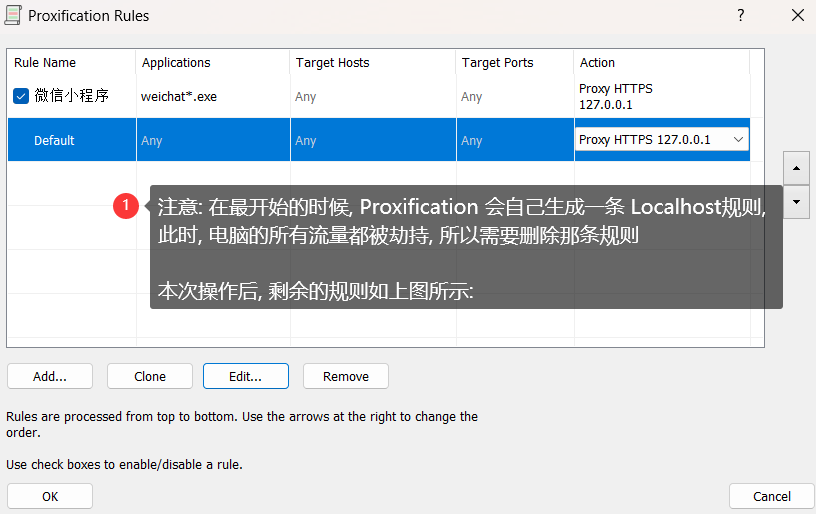 Proxification Rules
?
Rule Name Applications Target Hosts Target Ports Action
微信小程序 weichat*.exe Any Any Proxy HTTPS
127.0.0.1
Default Any Any Any Proxy HTTPS 127.0.0.1
1
注意: 在最开始的时候, Proxification 会自己生成一条 Localhost规则,
此时, 电脑的所有流量都被劫持, 所以需要删除那条规则
本次操作后, 剩余的规则如上图所示:
Add... Clone Edit... Remove
Rules are processed from top to bottom. Use the arrows at the right to change the
order.
Use check boxes to enable/disable a rule.
OK Cancel